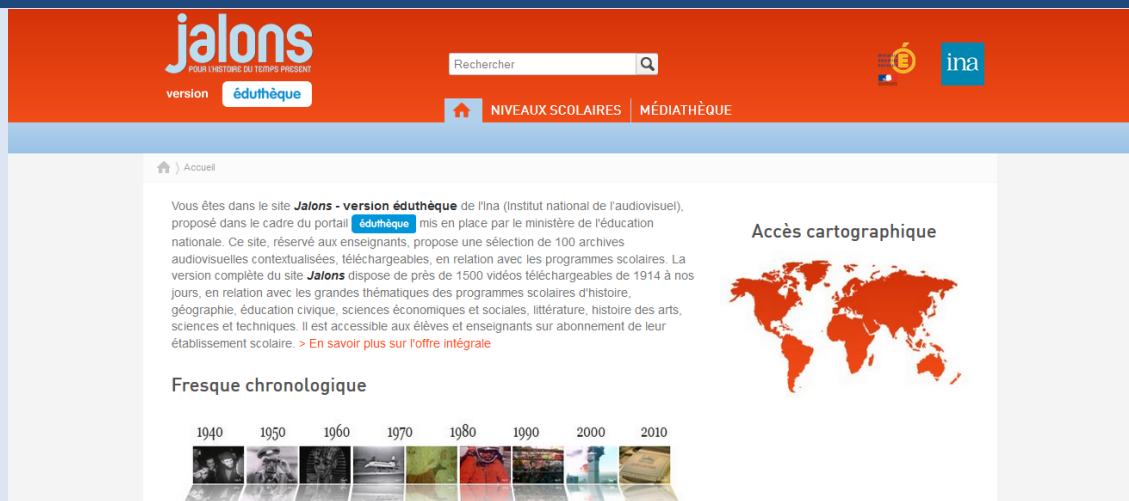 jalons
POUR L'HISTOIRE DU TEMPS PRESENT
version éduthèque
Rechercher
ina
NIVEAUX SCOLAIRES MÉDIATHÈQUE
Accueil
Vous êtes dans le site Jalons - version éduthèque de l'Ina (Institut national de l'audiovisuel),
proposé dans le cadre du portail éduthèque mis en place par le ministère de l'éducation
nationale. Ce site, réservé aux enseignants, propose une sélection de 100 archives
audiovisuelles contextualisées, téléchargeables, en relation avec les programmes scolaires. La
version complète du site Jalons dispose de près de 1500 vidéos téléchargeables de 1914 à nos
jours, en relation avec les grandes thématiques des programmes scolaires d'histoire,
géographie, éducation civique, sciences économiques et sociales, littérature, histoire des arts,
sciences et techniques. Il est accessible aux élèves et enseignants sur abonnement de leur
établissement scolaire. > En savoir plus sur l'offre intégrale
Accès cartographique
Fresque chronologique
1940 1950 1960 1970 1980 1990 2000 2010